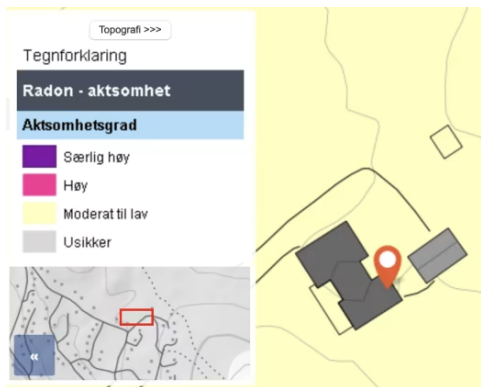 Topografi >>>
Tegnforklaring
Radon - aktsomhet
Aktsomhetsgrad
Særlig høy
Høy
Moderat til lav
Usikker
«